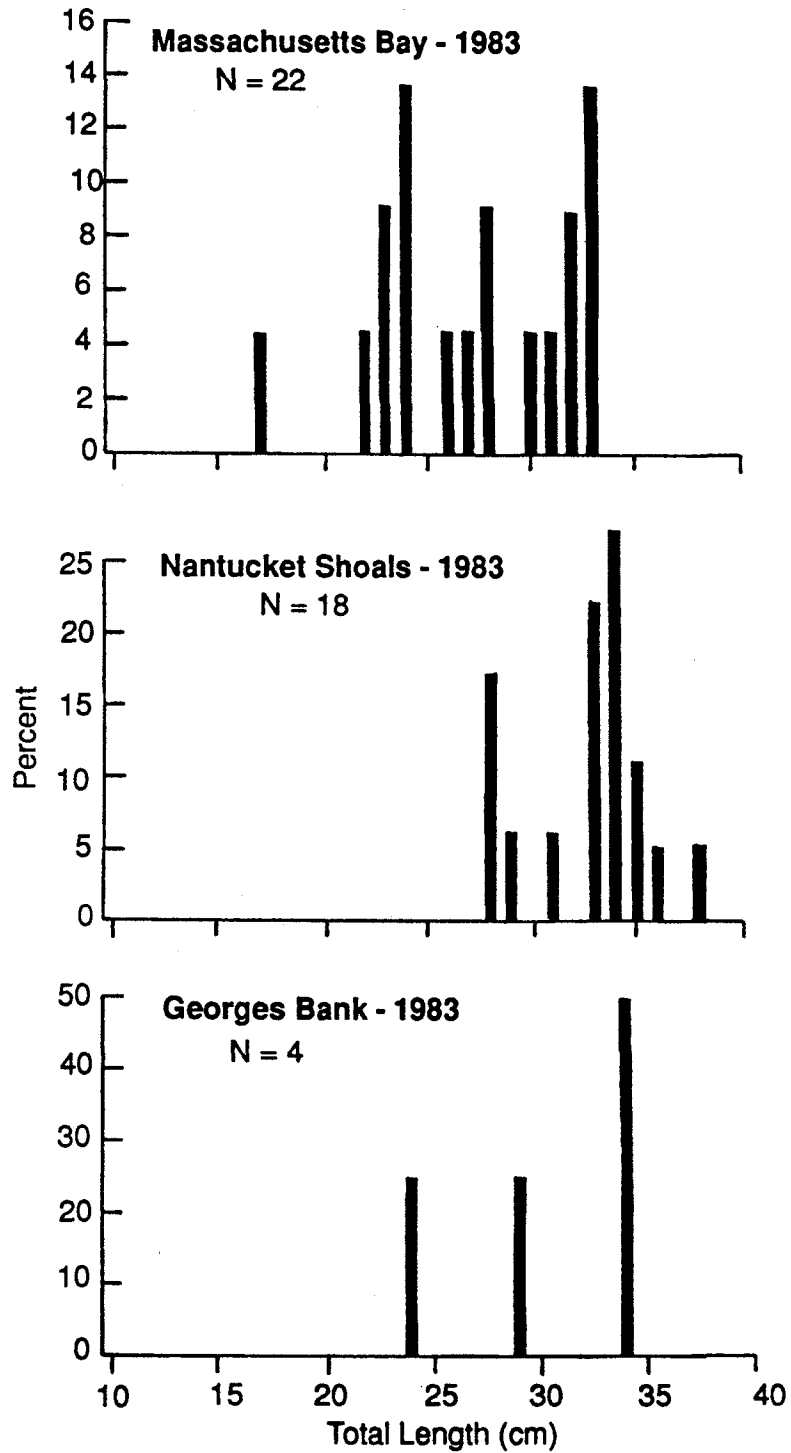 16
Massachusetts Bay - 1983
14
N = 22
12
10
8
6
4
2
0
25
Nantucket Shoals - 1983
N = 18
20
15
Percent
10
5
0
50
Georges Bank - 1983
N = 4
40
30
20
10
0
10 15 20 25 30 35 40
Total Length (cm)